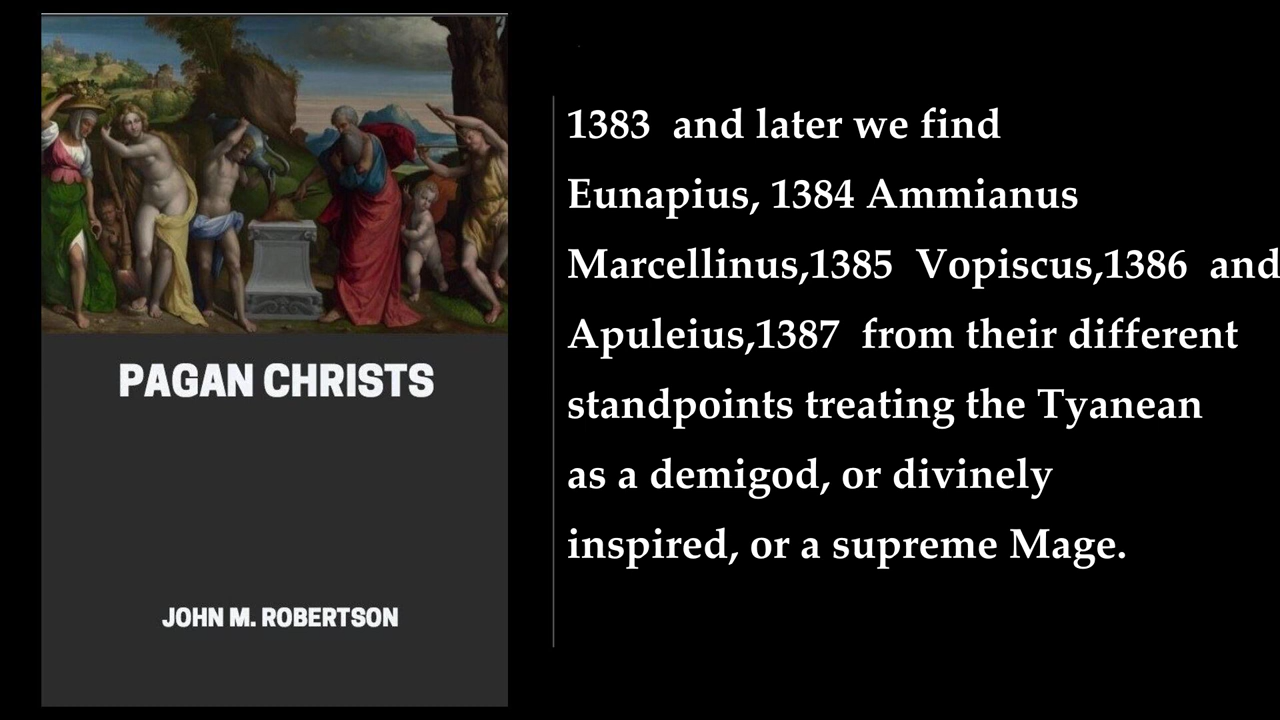 PAGAN CHRISTS
JOHN M. ROBERTSON
1383 and later we find
Eunapius, 1384 Ammianus
Marcellinus,1385 Vopiscus,1386 and
Apuleius,1387 from their different
standpoints treating the Tyanean
as a demigod, or divinely
inspired, or a supreme Mage.